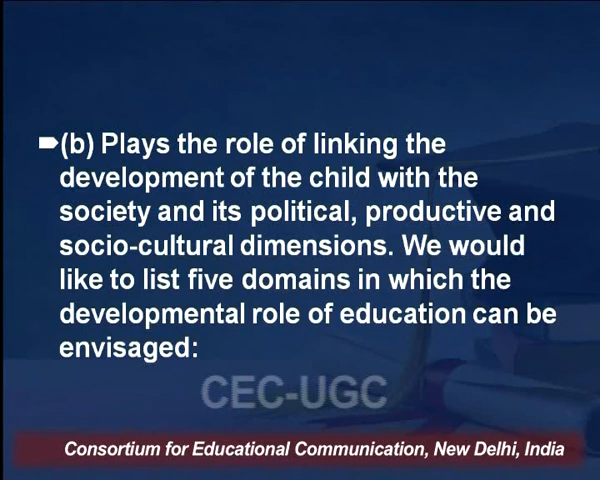 (b) Plays the role of linking the
development of the child with the
society and its political, productive and
socio-cultural dimensions. We would
like to list five domains in which the
developmental role of education can be
envisaged:
CEC-UGC
Consortium for Educational Communication, New Delhi, India